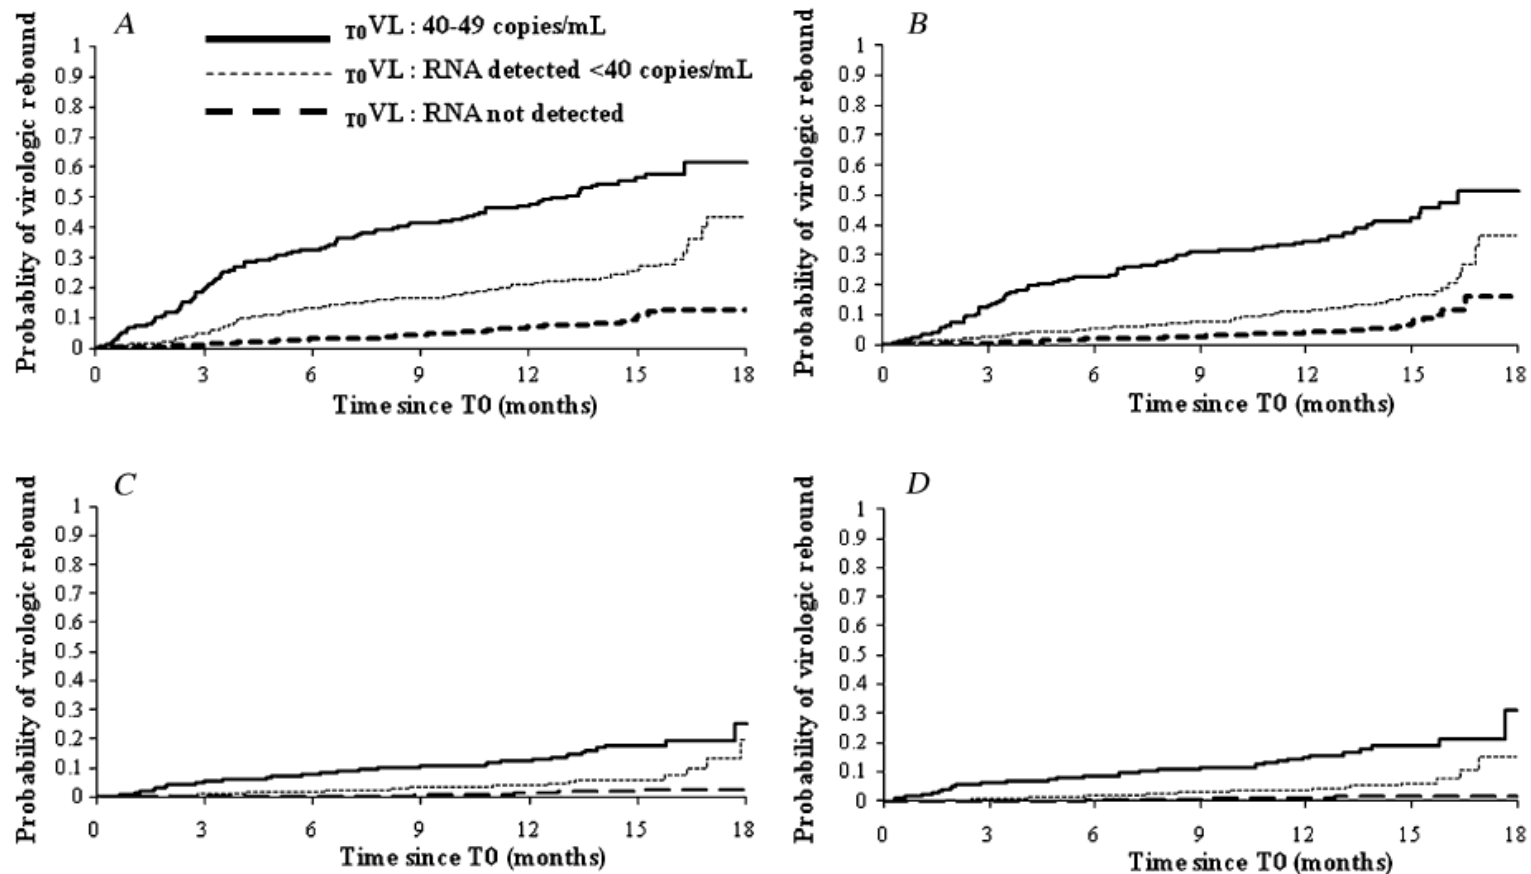 A
T0VL : 40-49 copies/mL
T0VL : RNA detected <40 copies/mL
T0VL : RNA not detected
Probablity of virologic rebound
1
0.9
0.8
0.7
0.6
0.5
0.4
0.3
0.2
0.1
0
0 3 6 9 12 15 18
Time since T0 (months)
B
Probability of virologic rebound
1
0.9
0.8
0.7
0.6
0.5
0.4
0.3
0.2
0.1
0
0 3 6 9 12 15 18
Time since T0 (months)
C
Probability of virologic rebound
1
0.9
0.8
0.7
0.6
0.5
0.4
0.3
0.2
0.1
0
0 3 6 9 12 15 18
Time since T0 (months)
D
Probability of virologic rebound
1
0.9
0.8
0.7
0.6
0.5
0.4
0.3
0.2
0.1
0
0 3 6 9 12 15 18
Time since T0 (months)